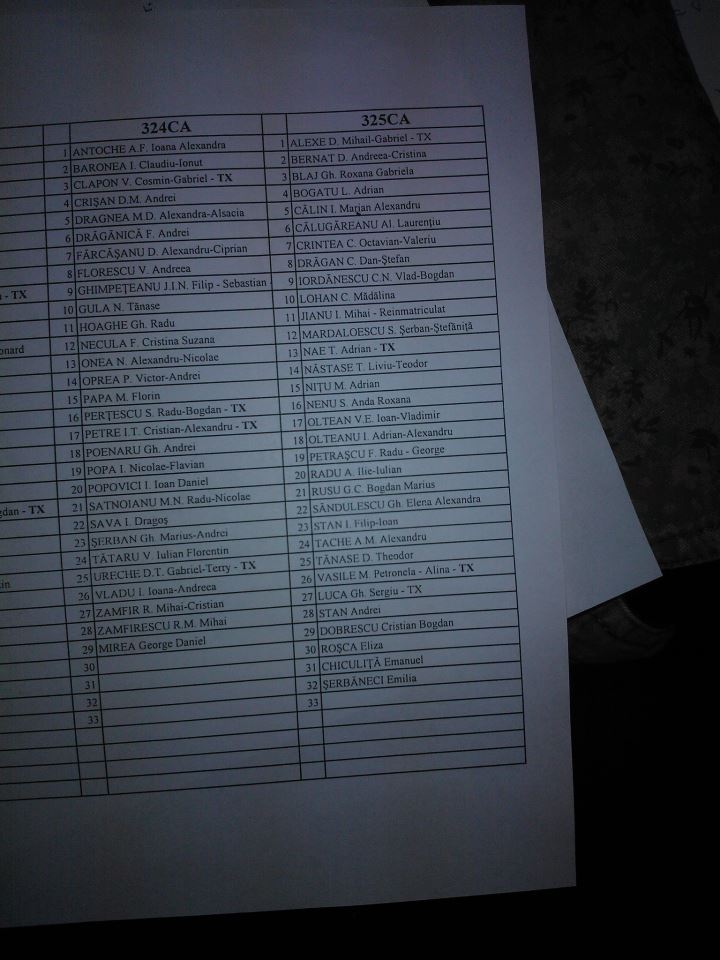 324CA
1 ANTOCHE A.F. Ioana Alexandra
2 BARONEA I. Claudiu-Ionut
3 CLAPON V. Cosmin-Gabriel - TX
4 CRIŞAN D.M. Andrei
5 DRAGNEA M.D. Alexandra-Alsacia
6 DRĂGĂNICĂ F. Andrei
7 FĂRCĂŞANU D. Alexandru-Ciprian
8 FLORESCU V. Andreea
9 GHIMPEŢEANU J.I.N. Filip - Sebastian
10 GULA N. Tănase
11 HOAGHE Gh. Radu
12 NECULA F. Cristina Suzana
13 ONEA N. Alexandru-Nicolae
14 OPREA P. Victor-Andrei
15 PAPA M. Florin
16 PERŢESCU S. Radu-Bogdan - TX
17 PETRE I.T. Cristian-Alexandru - TX
18 POENARU Gh. Andrei
19 POPA I. Nicolae-Flavian
20 POPOVICI I. Ioan Daniel
21 SATNOIANU M.N. Radu-Nicolae
22 SAVA I. Dragoş
23 ŞERBAN Gh. Marius-Andrei
24 TĂTARU V. Iulian Florentin
25 URECHE D.T. Gabriel-Terry - TX
26 VLADU I. Ioana-Andreea
27 ZAMFIR R. Mihai-Cristian
28 ZAMFIRESCU R.M. Mihai
29 MIREA George Daniel
30
31
32
33
325CA
1 ALEXE D. Mihail-Gabriel - TX
2 BERNAT D. Andreea-Cristina
3 BLAJ Gh. Roxana Gabriela
4 BOGATU L. Adrian
5 CĂLIN I. Marian Alexandru
6 CĂLUGĂREANU Al. Laurenţiu
7 CRINTEA C. Octavian-Valeriu
8 DRĂGAN C. Dan-Ştefan
9 IORDĂNESCU C.N. Vlad-Bogdan
10 LOHAN C. Mădălina
11 JIANU I. Mihai - Reinmatriculat
12 MARDALOESCU S. Şerban-Ştefăniţă
13 NAE T. Adrian - TX
14 NĂSTASE T. Liviu-Teodor
15 NIŢU M. Adrian
16 NENU S. Anda Roxana
17 OLTEAN V.E. Ioan-Vladimir
18 OLTEANU I. Adrian-Alexandru
19 PETRAŞCU F. Radu - George
20 RADU A. Ilie-Iulian
21 RUSU G.C. Bogdan Marius
22 SĂNDULESCU Gh. Elena Alexandra
23 STAN I. Filip-Ioan
24 TACHE A.M. Alexandru
25 TĂNASE D. Theodor
26 VASILE M. Petronela - Alina - TX
27 LUCA Gh. Sergiu - TX
28 STAN Andrei
29 DOBRESCU Cristian Bogdan
30 ROŞCA Eliza
31 CHICULIŢĂ Emanuel
32 ŞERBĂNECI Emilia
33
- TX
onard
gdan - TX